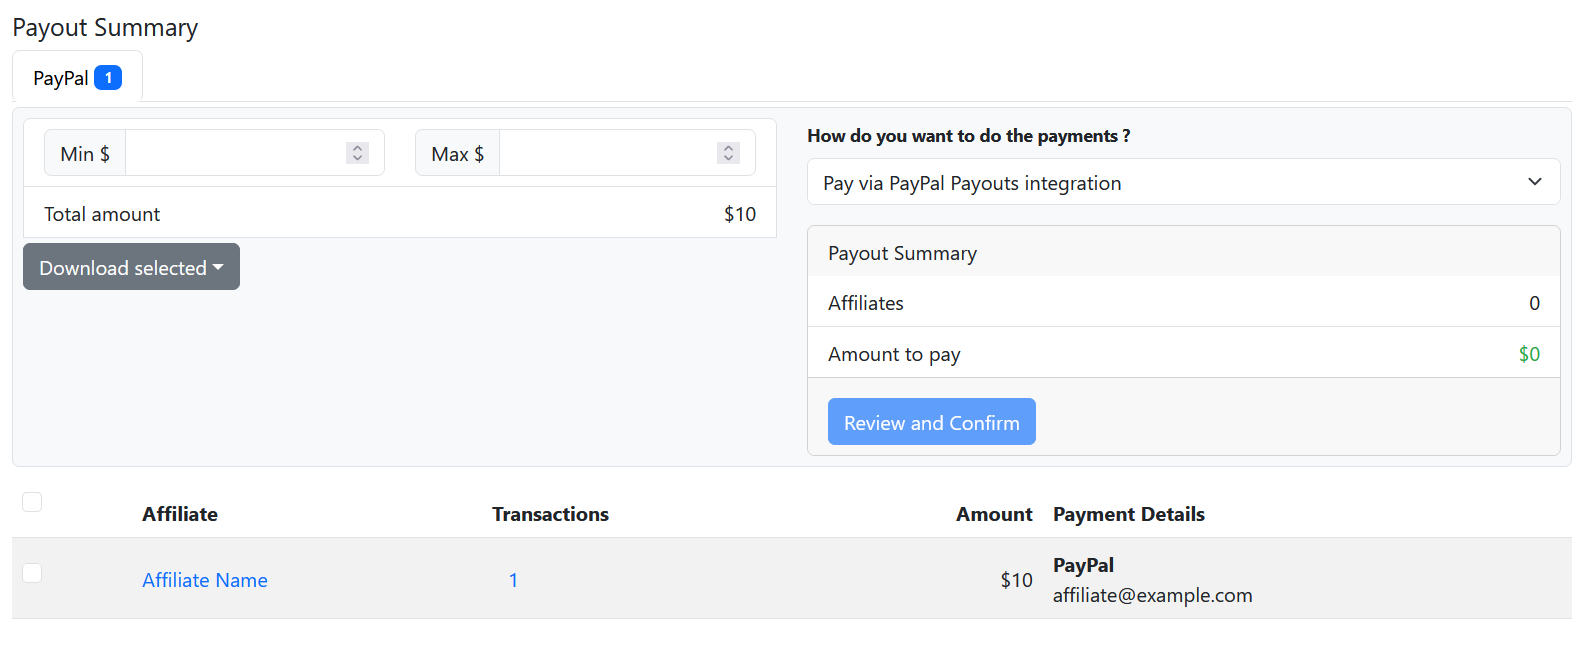 Payout Summary
PayPal 1
Min $
Max $
Total amount $10
Download selected
How do you want to do the payments ?
Pay via PayPal Payouts integration
Payout Summary
Affiliates 0
Amount to pay $0
Review and Confirm
Affiliate Transactions Amount Payment Details
Affiliate Name 1 $10 PayPal
affiliate@example.com